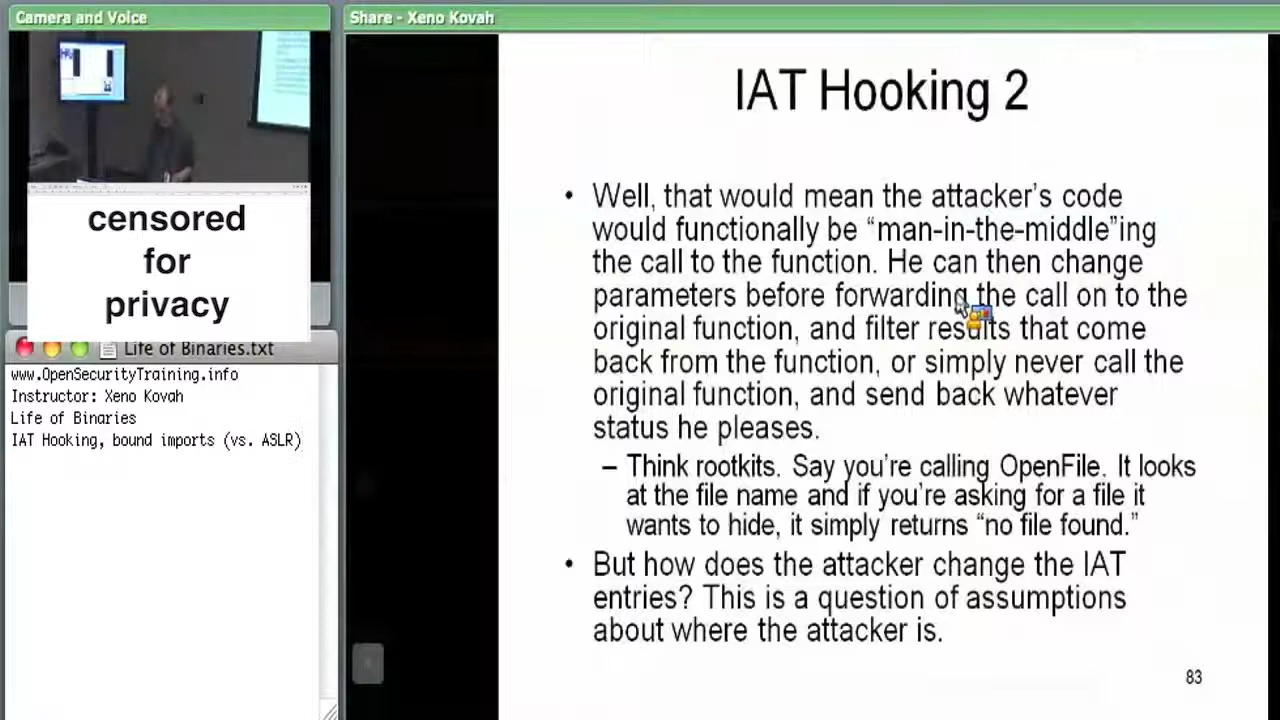 Camera and Voice
Share - Xeno Kovah
censored
for
privacy
Life of Binaries.txt
www.OpenSecurityTraining.info
Instructor: Xeno Kovah
Life of Binaries
IAT Hooking, bound imports (vs. ASLR)
IAT Hooking 2
• Well, that would mean the attacker's code
would functionally be “man-in-the-middle”ing
the call to the function. He can then change
parameters before forwarding the call on to the
original function, and filter results that come
back from the function, or simply never call the
original function, and send back whatever
status he pleases.
– Think rootkits. Say you're calling OpenFile. It looks
at the file name and if you're asking for a file it
wants to hide, it simply returns “no file found.”
• But how does the attacker change the IAT
entries? This is a question of assumptions
about where the attacker is.
83